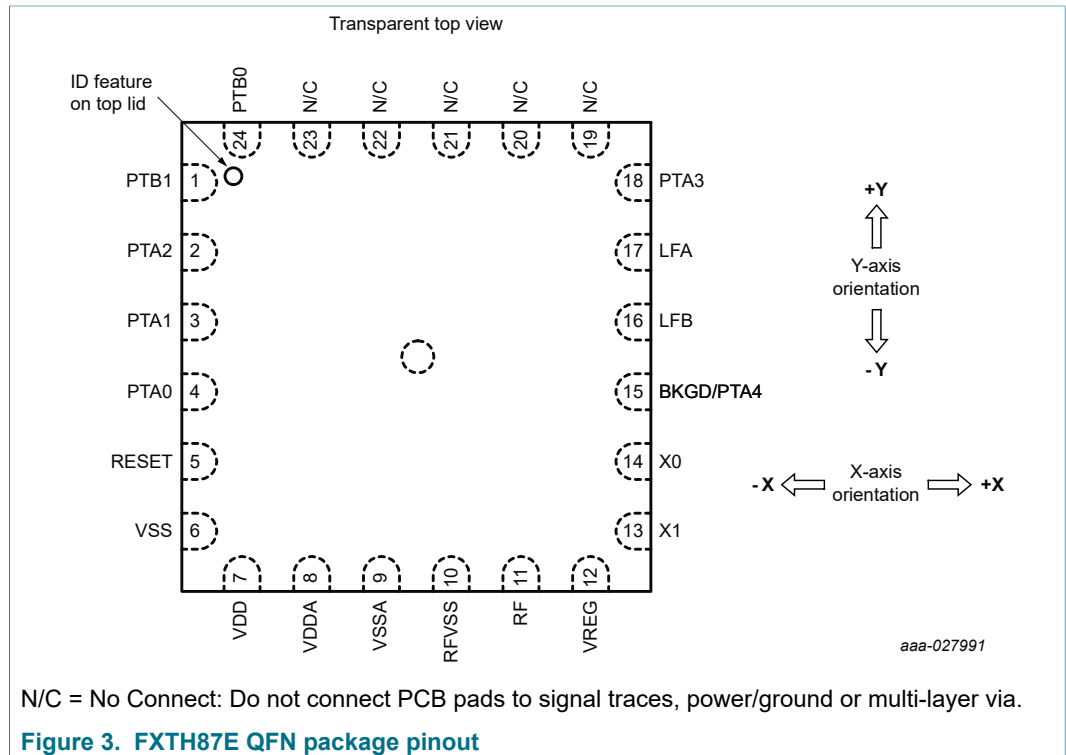 Transparent top view
ID feature
on top lid
PTB0
N/C
N/C
N/C
N/C
N/C
24
23
22
21
20
19
PTB1 1
PTA2 2
PTA1 3
PTA0 4
RESET 5
VSS 6
18 PTA3
17 LFA
16 LFB
15 BKGD/PTA4
14 X0
13 X1
7
8
9
10
11
12
VDD
VDDA
VSSA
RFVSS
RF
VREG
+Y
Y-axis
orientation
- Y
- X
X-axis
orientation
+X
aaa-027991
N/C = No Connect: Do not connect PCB pads to signal traces, power/ground or multi-layer via.
Figure 3. FXTH87E QFN package pinout